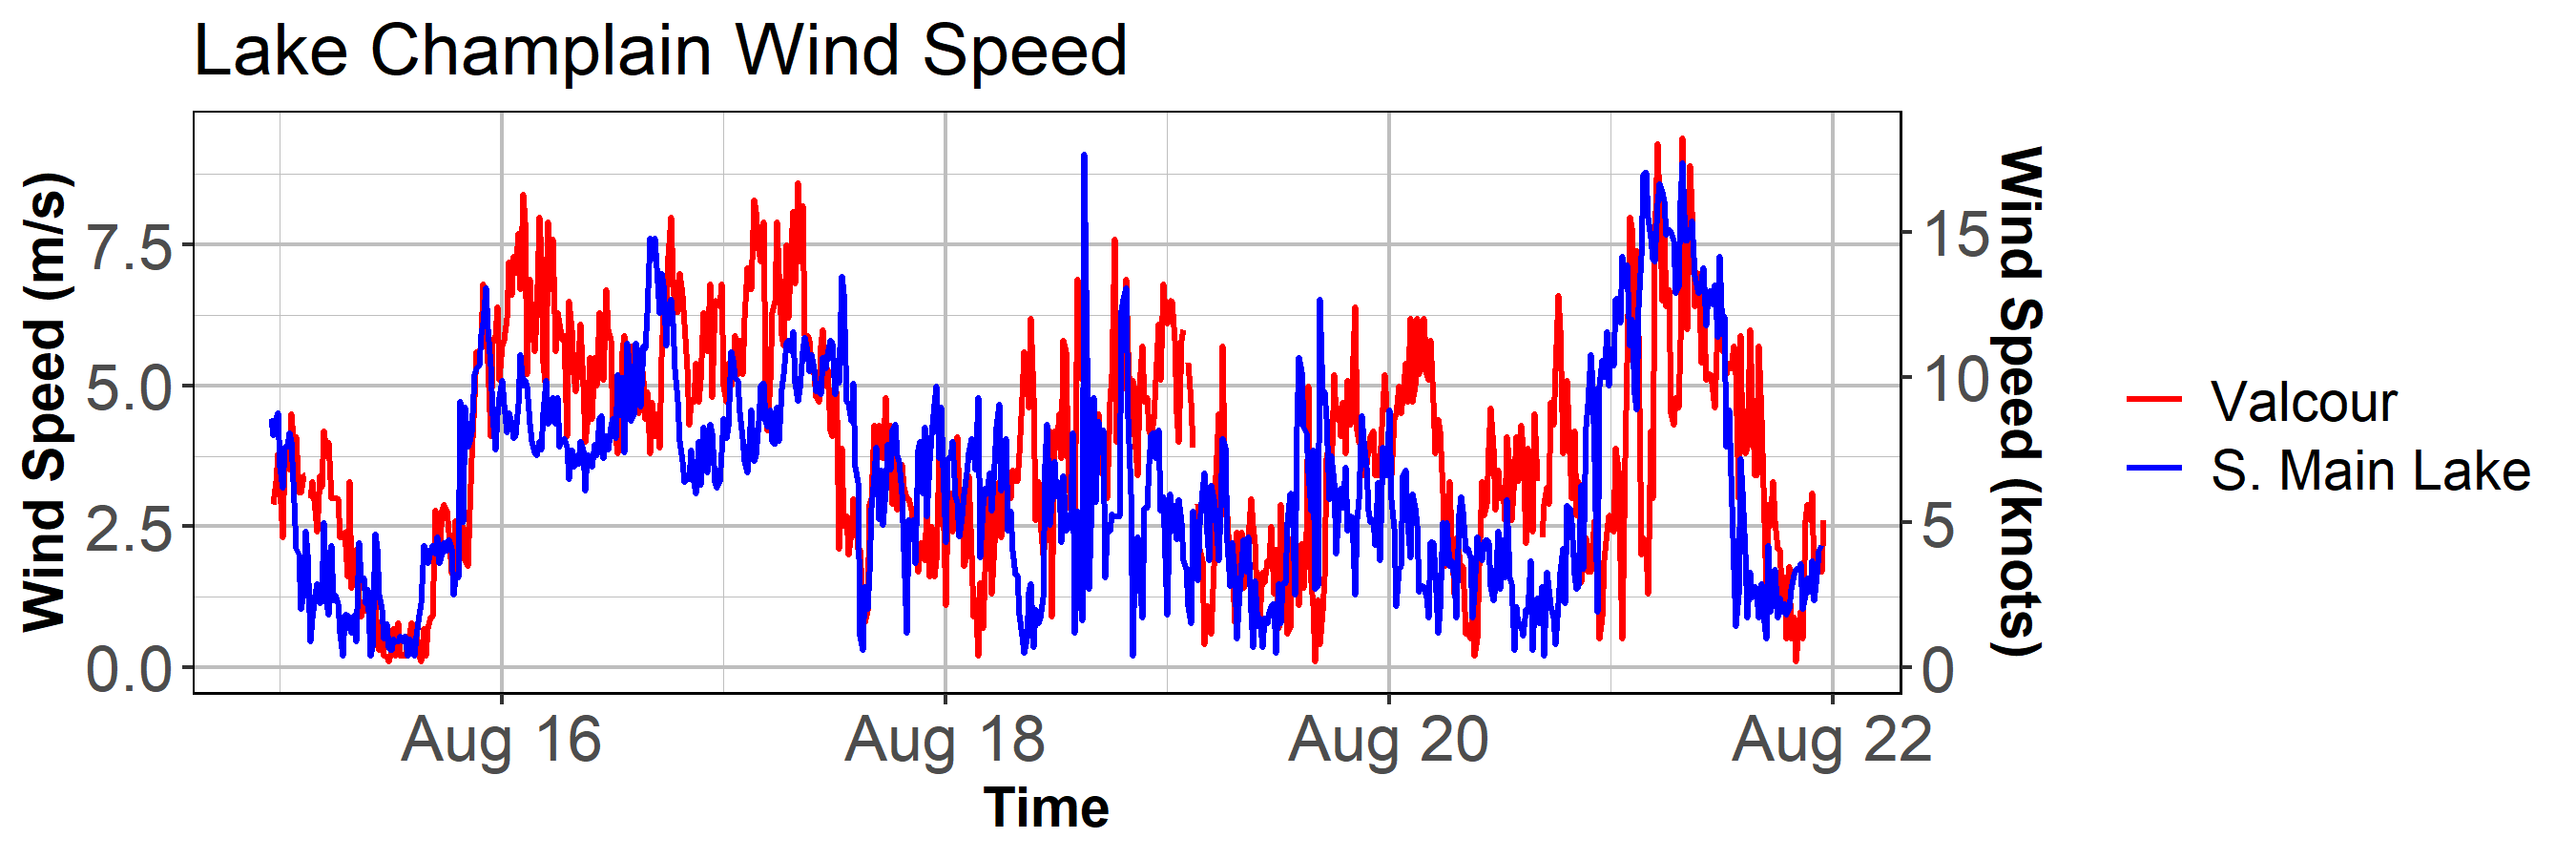 Lake Champlain Wind Speed
Wind Speed (m/s)
7.5
5.0
2.5
0.0
Aug 16
Aug 18
Aug 20
Aug 22
Time
15
10
5
0
Wind Speed (knots)
Valcour
S. Main Lake